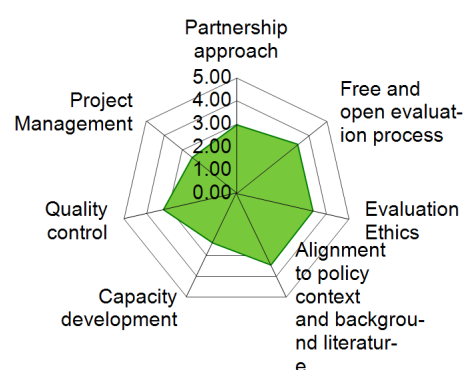 Partnership
approach
5.00
4.00
3.00
2.00
1.00
0.00
Free and
open evaluat-
ion process
Evaluation
Ethics
Alignment
to policy
context
and backgrou-
nd literatur-
e
Capacity
development
Quality
control
Project
Management